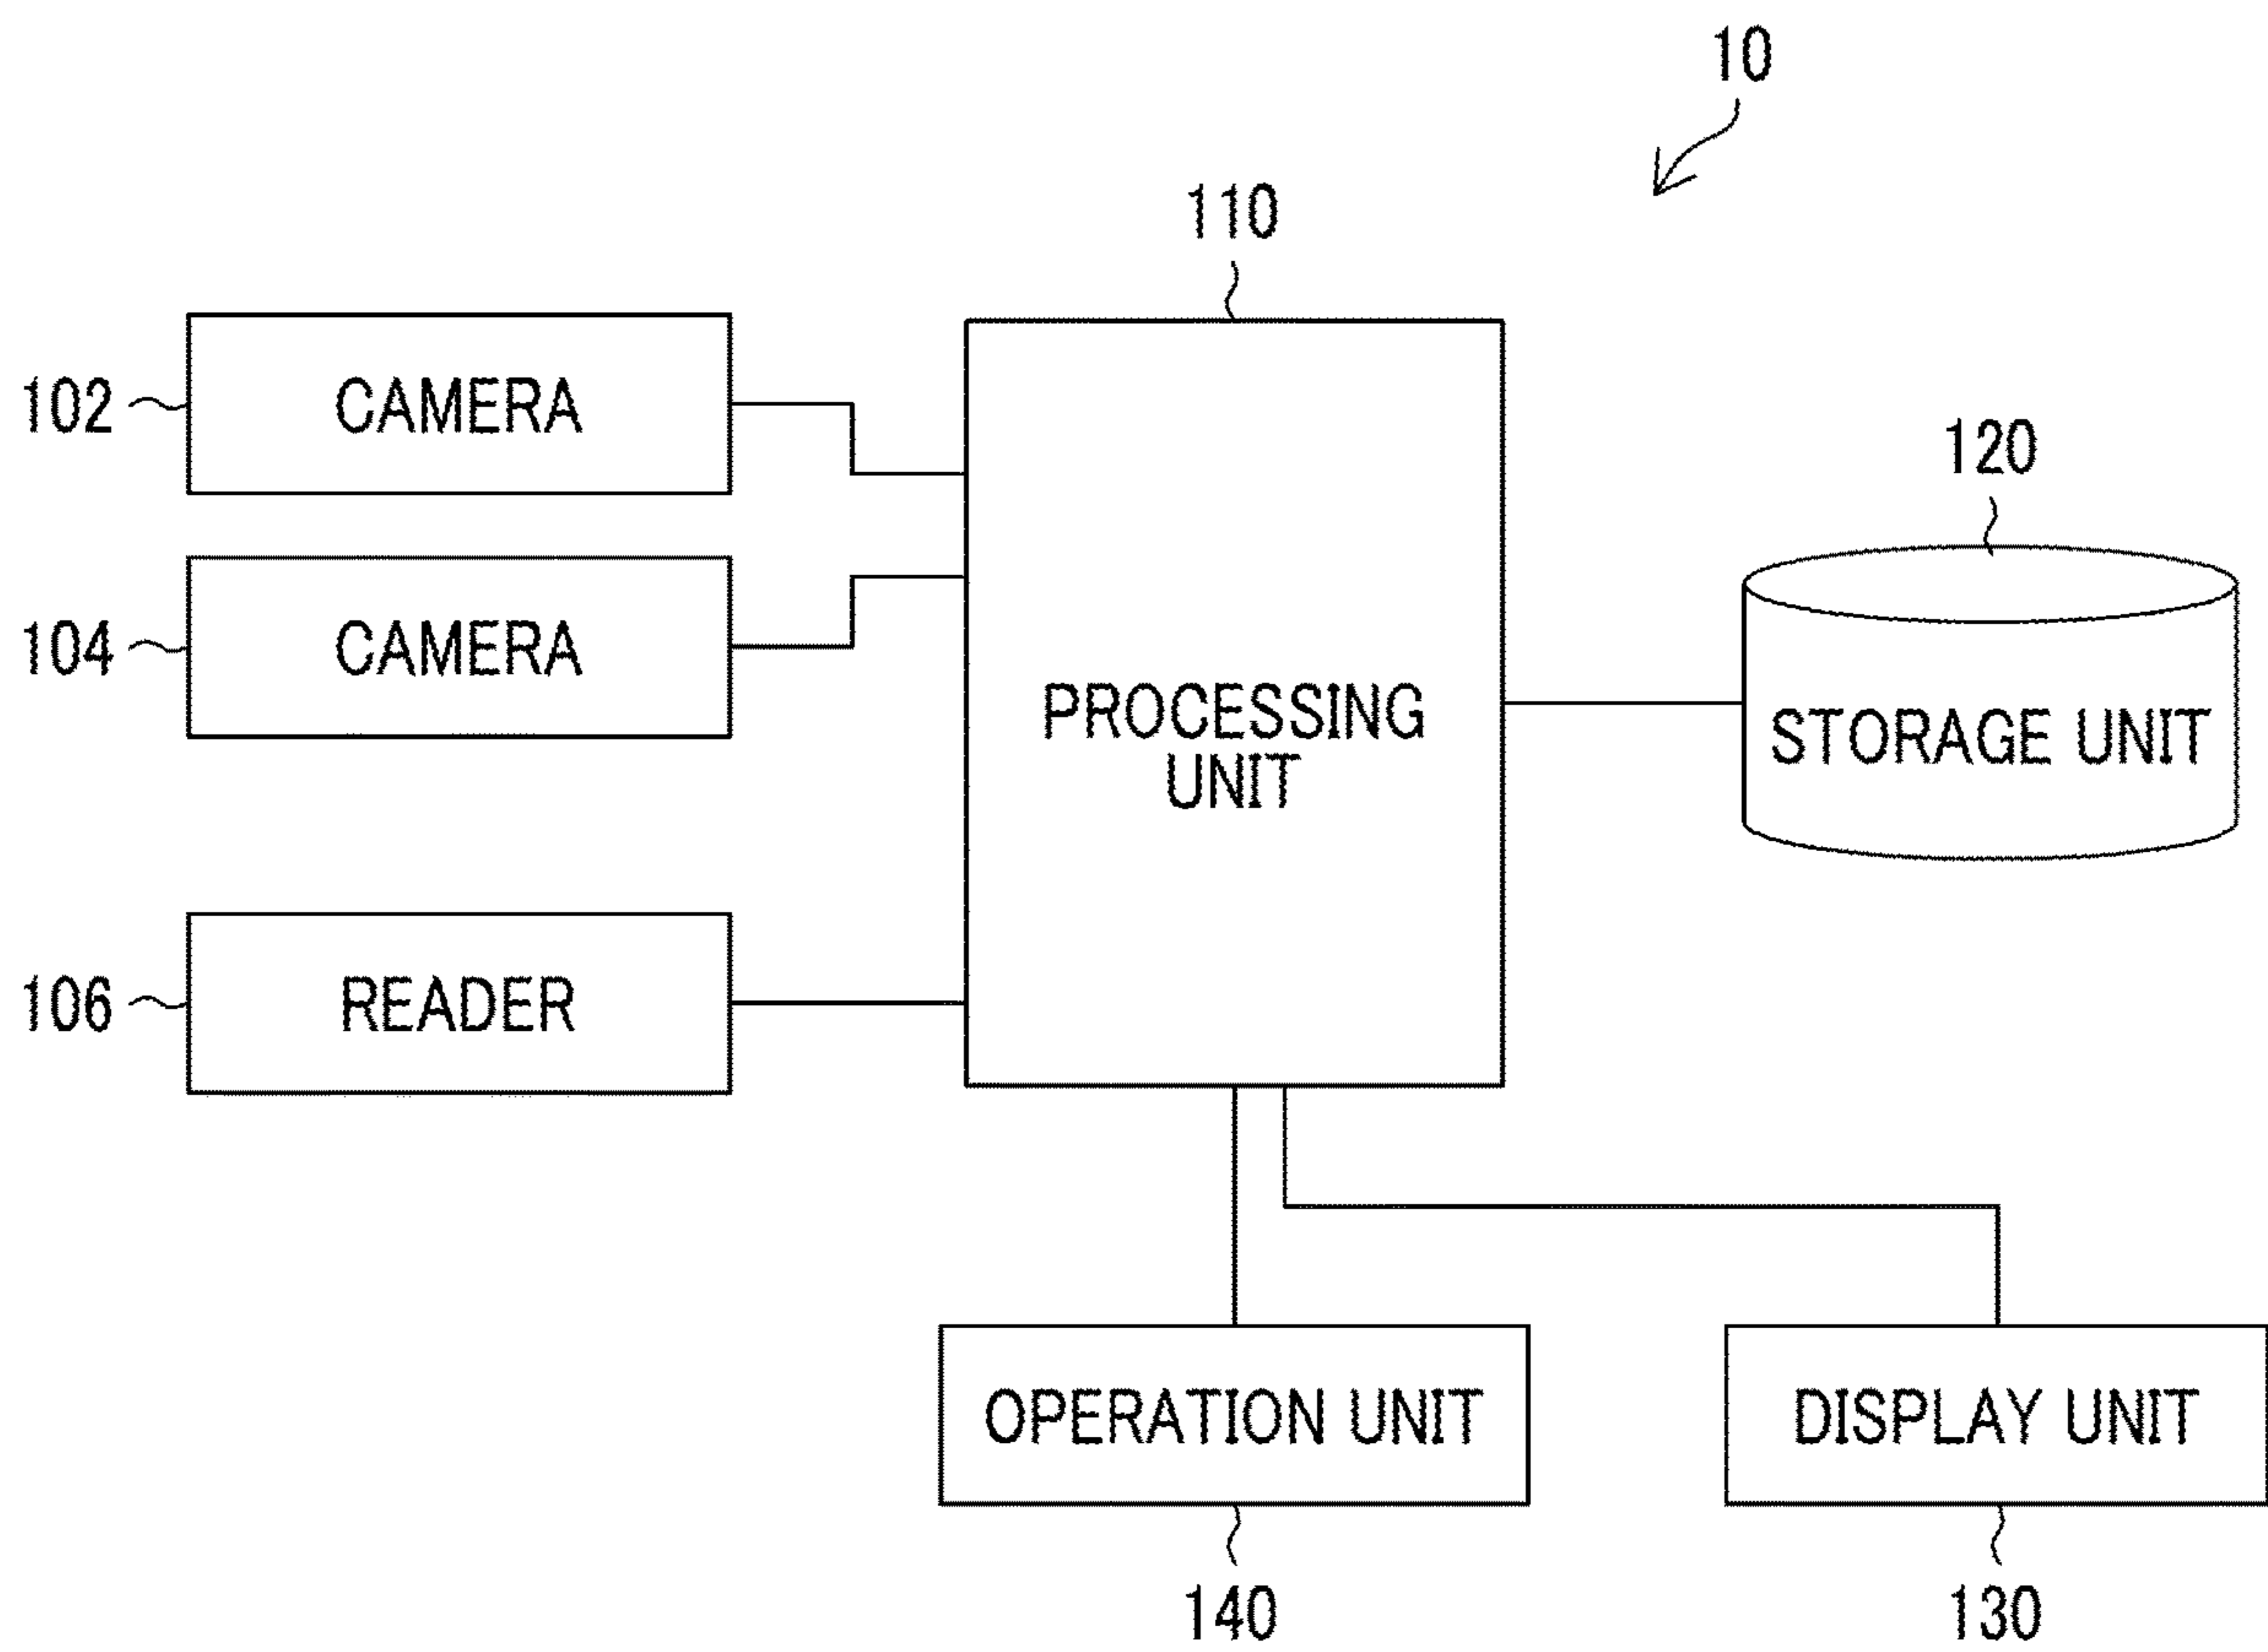 10
110
102
CAMERA
120
104
CAMERA
PROCESSING
UNIT
STORAGE UNIT
106
READER
OPERATION UNIT
DISPLAY UNIT
140
130